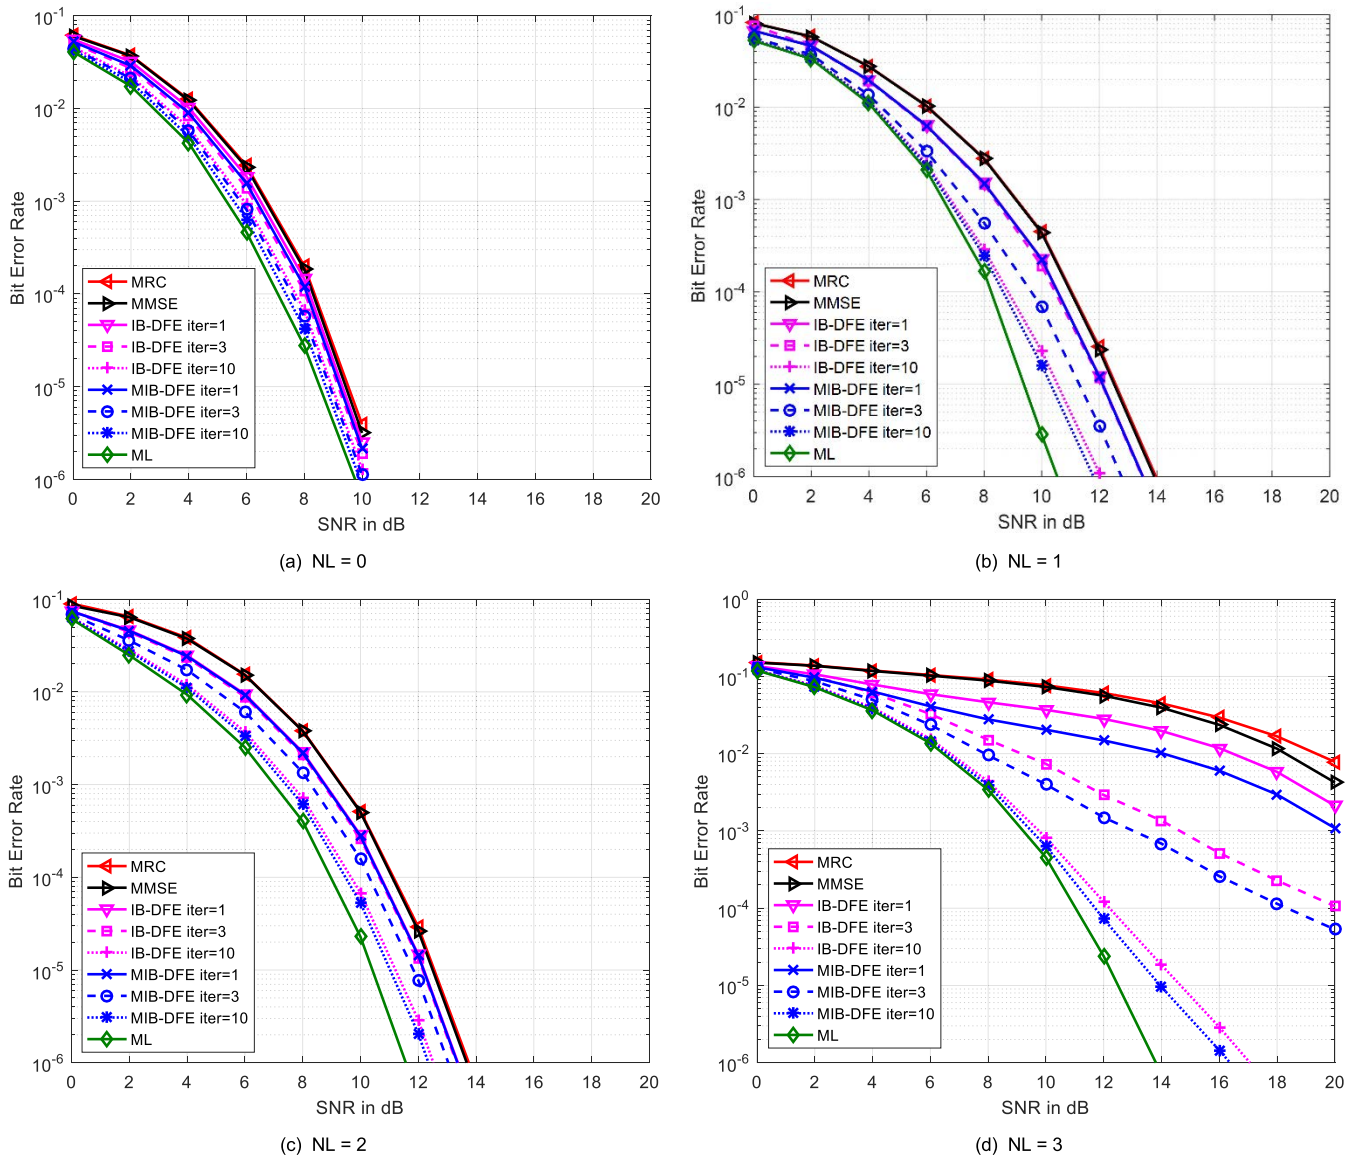 10^-1
10^-2
10^-3
10^-4
10^-5
10^-6
Bit Error Rate
MRC
MMSE
IB-DFE iter=1
IB-DFE iter=3
IB-DFE iter=10
MIB-DFE iter=1
MIB-DFE iter=3
MIB-DFE iter=10
ML
0 2 4 6 8 10 12 14 16 18 20
SNR in dB
(a) NL = 0
10^-1
10^-2
10^-3
10^-4
10^-5
10^-6
Bit Error Rate
MRC
MMSE
IB-DFE iter=1
IB-DFE iter=3
IB-DFE iter=10
MIB-DFE iter=1
MIB-DFE iter=3
MIB-DFE iter=10
ML
0 2 4 6 8 10 12 14 16 18 20
SNR in dB
(b) NL = 1
10^-1
10^-2
10^-3
10^-4
10^-5
10^-6
Bit Error Rate
MRC
MMSE
IB-DFE iter=1
IB-DFE iter=3
IB-DFE iter=10
MIB-DFE iter=1
MIB-DFE iter=3
MIB-DFE iter=10
ML
0 2 4 6 8 10 12 14 16 18 20
SNR in dB
(c) NL = 2
10^0
10^-1
10^-2
10^-3
10^-4
10^-5
10^-6
Bit Error Rate
MRC
MMSE
IB-DFE iter=1
IB-DFE iter=3
IB-DFE iter=10
MIB-DFE iter=1
MIB-DFE iter=3
MIB-DFE iter=10
ML
0 2 4 6 8 10 12 14 16 18 20
SNR in dB
(d) NL = 3